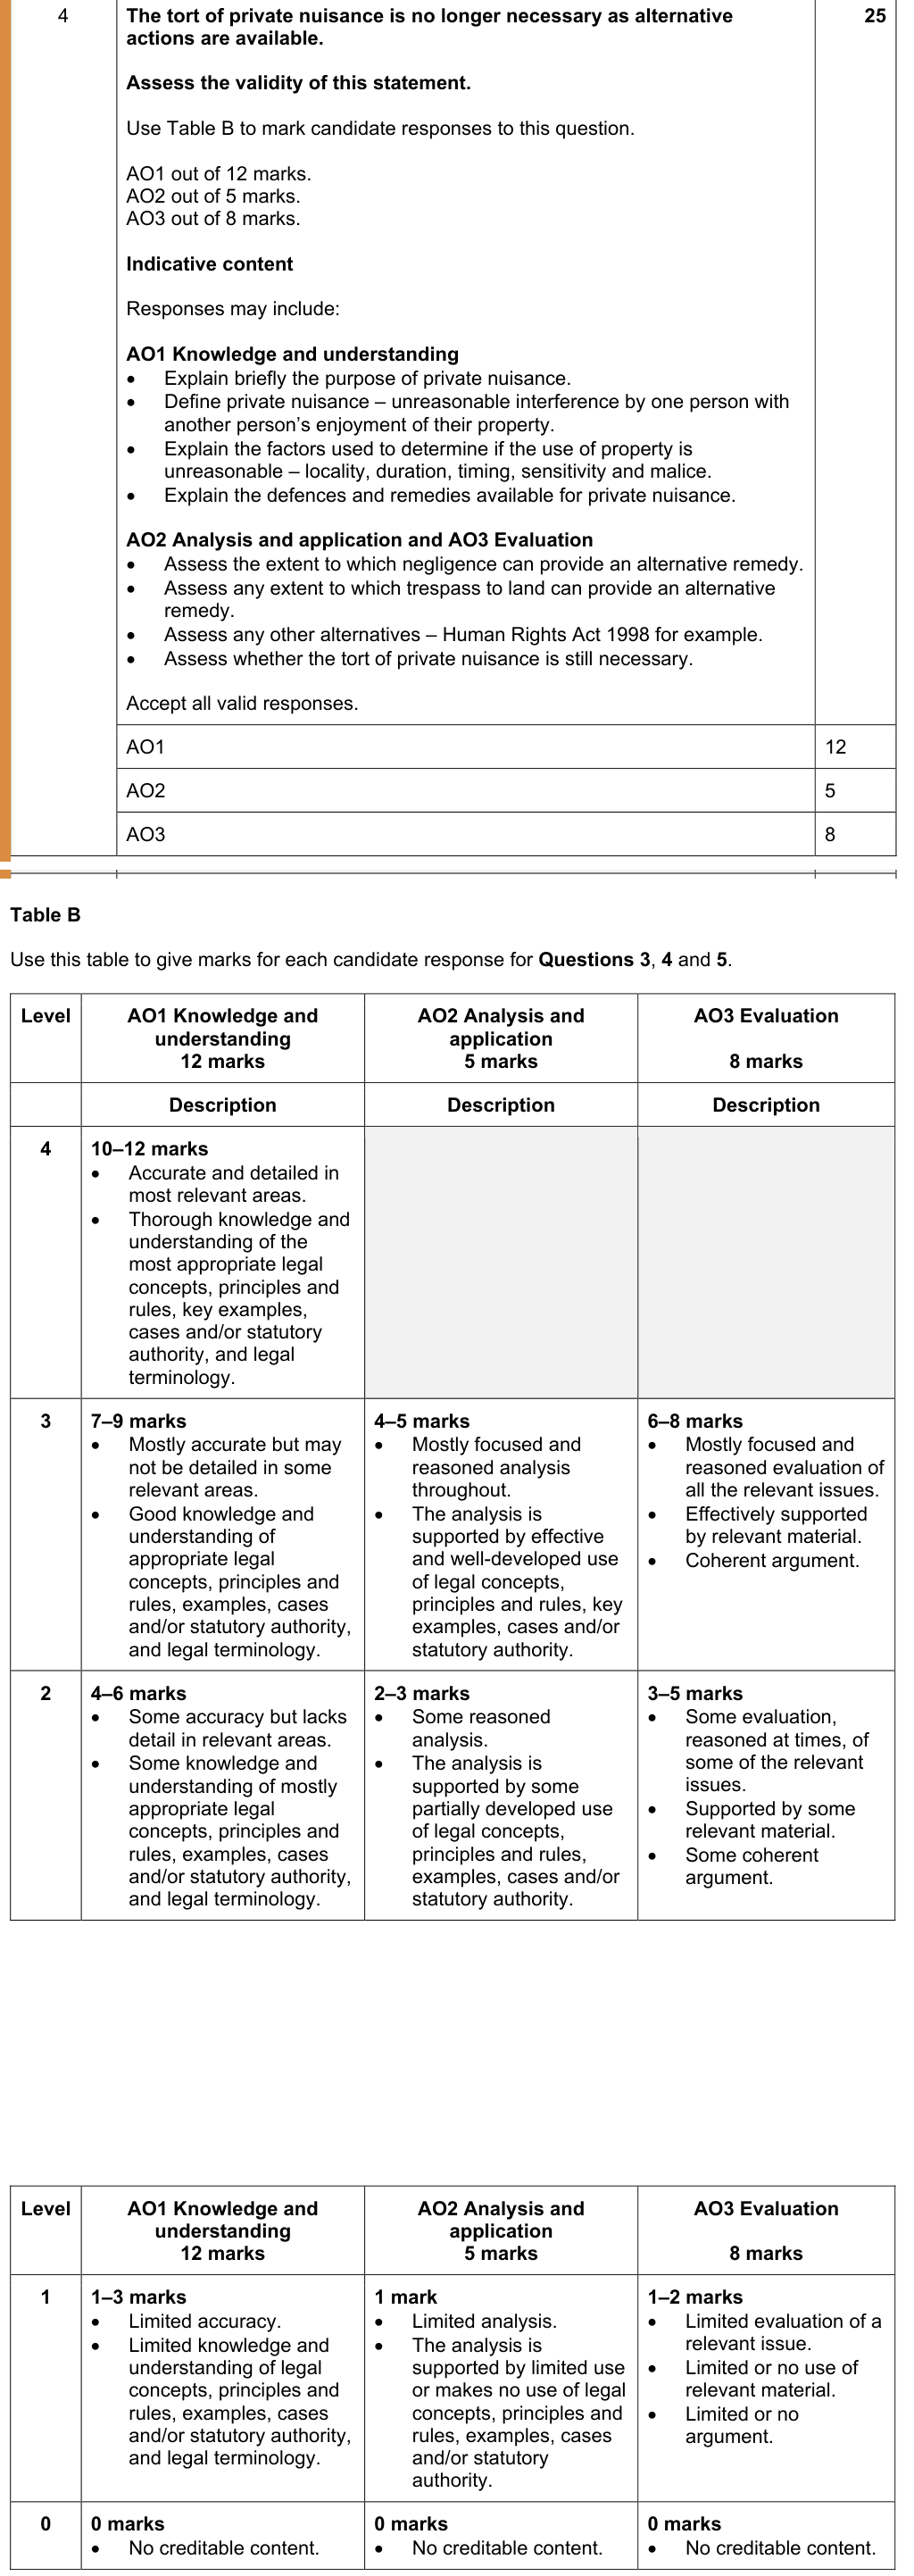 4
The tort of private nuisance is no longer necessary as alternative
actions are available.
25
Assess the validity of this statement.
Use Table B to mark candidate responses to this question.
AO1 out of 12 marks.
AO2 out of 5 marks.
AO3 out of 8 marks.
Indicative content
Responses may include:
AO1 Knowledge and understanding
• Explain briefly the purpose of private nuisance.
• Define private nuisance – unreasonable interference by one person with
another person's enjoyment of their property.
• Explain the factors used to determine if the use of property is
unreasonable – locality, duration, timing, sensitivity and malice.
• Explain the defences and remedies available for private nuisance.
AO2 Analysis and application and AO3 Evaluation
• Assess the extent to which negligence can provide an alternative remedy.
• Assess any extent to which trespass to land can provide an alternative
remedy.
• Assess any other alternatives – Human Rights Act 1998 for example.
• Assess whether the tort of private nuisance is still necessary.
Accept all valid responses.
AO1 12
AO2 5
AO3 8
Table B
Use this table to give marks for each candidate response for Questions 3, 4 and 5.
Level
AO1 Knowledge and
understanding
12 marks
AO2 Analysis and
application
5 marks
AO3 Evaluation
8 marks
Description
Description
Description
4
10–12 marks
• Accurate and detailed in
most relevant areas.
• Thorough knowledge and
understanding of the
most appropriate legal
concepts, principles and
rules, key examples,
cases and/or statutory
authority, and legal
terminology.
3
7–9 marks
• Mostly accurate but may
not be detailed in some
relevant areas.
• Good knowledge and
understanding of
appropriate legal
concepts, principles and
rules, examples, cases
and/or statutory authority,
and legal terminology.
4–5 marks
• Mostly focused and
reasoned analysis
throughout.
• The analysis is
supported by effective
and well-developed use
of legal concepts,
principles and rules, key
examples, cases and/or
statutory authority.
6–8 marks
• Mostly focused and
reasoned evaluation of
all the relevant issues.
• Effectively supported
by relevant material.
• Coherent argument.
2
4–6 marks
• Some accuracy but lacks
detail in relevant areas.
• Some knowledge and
understanding of mostly
appropriate legal
concepts, principles and
rules, examples, cases
and/or statutory authority,
and legal terminology.
2–3 marks
• Some reasoned
analysis.
• The analysis is
supported by some
partially developed use
of legal concepts,
principles and rules,
examples, cases and/or
statutory authority.
3–5 marks
• Some evaluation,
reasoned at times, of
some of the relevant
issues.
• Supported by some
relevant material.
• Some coherent
argument.
Level
AO1 Knowledge and
understanding
12 marks
AO2 Analysis and
application
5 marks
AO3 Evaluation
8 marks
1
1–3 marks
• Limited accuracy.
• Limited knowledge and
understanding of legal
concepts, principles and
rules, examples, cases
and/or statutory authority,
and legal terminology.
1 mark
• Limited analysis.
• The analysis is
supported by limited use
or makes no use of legal
concepts, principles and
rules, examples, cases
and/or statutory
authority.
1–2 marks
• Limited evaluation of a
relevant issue.
• Limited or no use of
relevant material.
• Limited or no
argument.
0
0 marks
• No creditable content.
0 marks
• No creditable content.
0 marks
• No creditable content.